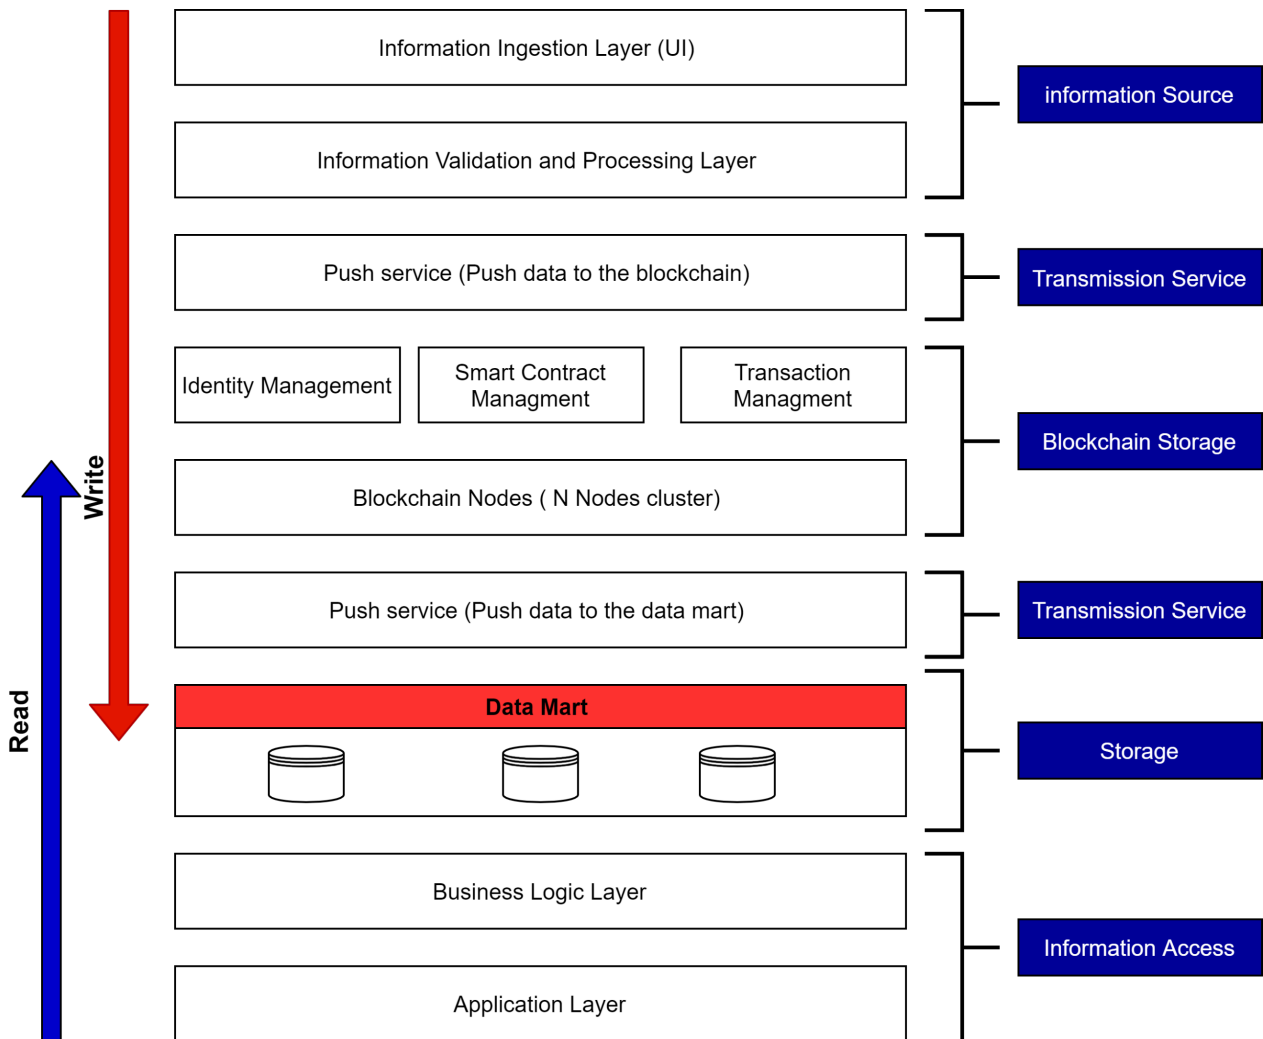 Information Ingestion Layer (UI)
information Source
Information Validation and Processing Layer
Push service (Push data to the blockchain)
Transmission Service
Identity Management
Smart Contract
Managment
Transaction
Managment
Blockchain Storage
Write
Blockchain Nodes ( N Nodes cluster)
Push service (Push data to the data mart)
Transmission Service
Read
Data Mart
Storage
Business Logic Layer
Information Access
Application Layer